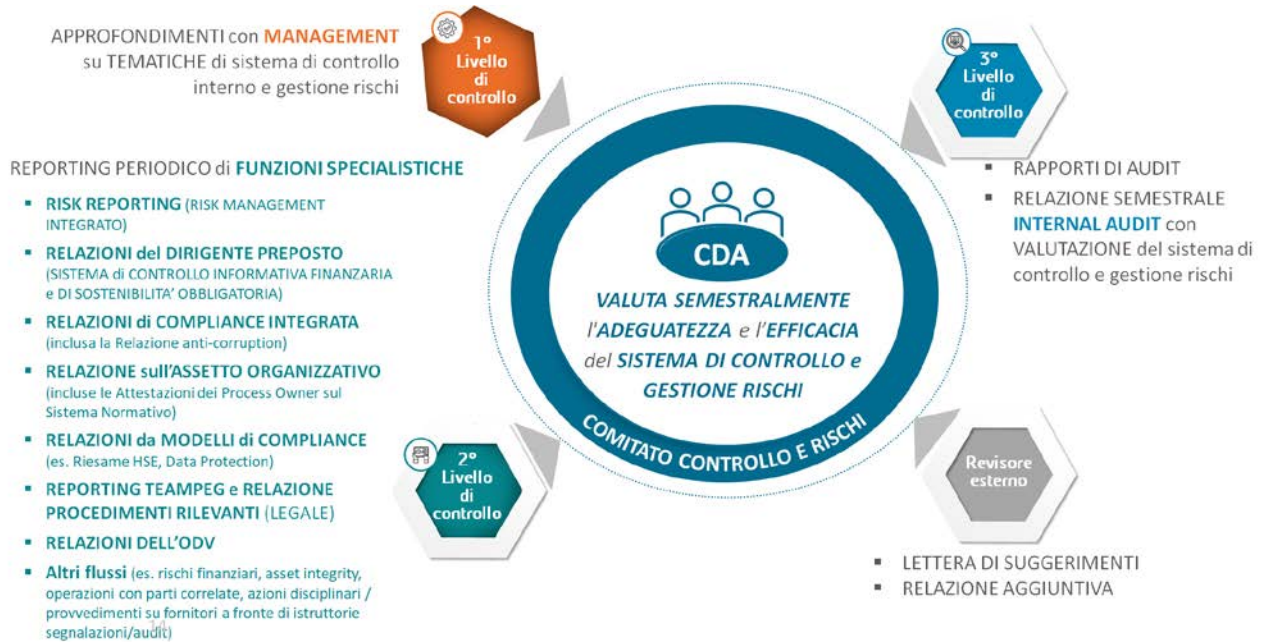 APPROFONDIMENTI con MANAGEMENT
su TEMATICHE di sistema di controllo
interno e gestione rischi
1°
Livello
di
controllo
3°
Livello
di
controllo
REPORTING PERIODICO di FUNZIONI SPECIALISTICHE
▪ RISK REPORTING (RISK MANAGEMENT
INTEGRATO)
▪ RELAZIONI del DIRIGENTE PREPOSTO
(SISTEMA di CONTROLLO INFORMATIVA FINANZARIA
e DI SOSTENIBILITA' OBBLIGATORIA)
▪ RELAZIONI di COMPLIANCE INTEGRATA
(inclusa la Relazione anti-corruption)
▪ RELAZIONE sull'ASSETTO ORGANIZZATIVO
(incluse le Attestazioni dei Process Owner sul
Sistema Normativo)
▪ RELAZIONI da MODELLI di COMPLIANCE
(es. Riesame HSE, Data Protection)
▪ REPORTING TEAMPEG e RELAZIONE
PROCEDIMENTI RILEVANTI (LEGALE)
▪ RELAZIONI DELL'ODV
▪ Altri flussi (es. rischi finanziari, asset integrity,
operazioni con parti correlate, azioni disciplinari /
provvedimenti su fornitori a fronte di istruttorie
segnalazioni/audit)
14
2°
Livello
di
controllo
CDA
VALUTA SEMESTRALMENTE
l'ADEGUATEZZA e l'EFFICACIA
del SISTEMA DI CONTROLLO e
GESTIONE RISCHI
COMITATO CONTROLLO E RISCHI
▪ RAPPORTI DI AUDIT
▪ RELAZIONE SEMESTRALE
INTERNAL AUDIT con
VALUTAZIONE del sistema di
controllo e gestione rischi
Revisore
esterno
▪ LETTERA DI SUGGERIMENTI
▪ RELAZIONE AGGIUNTIVA